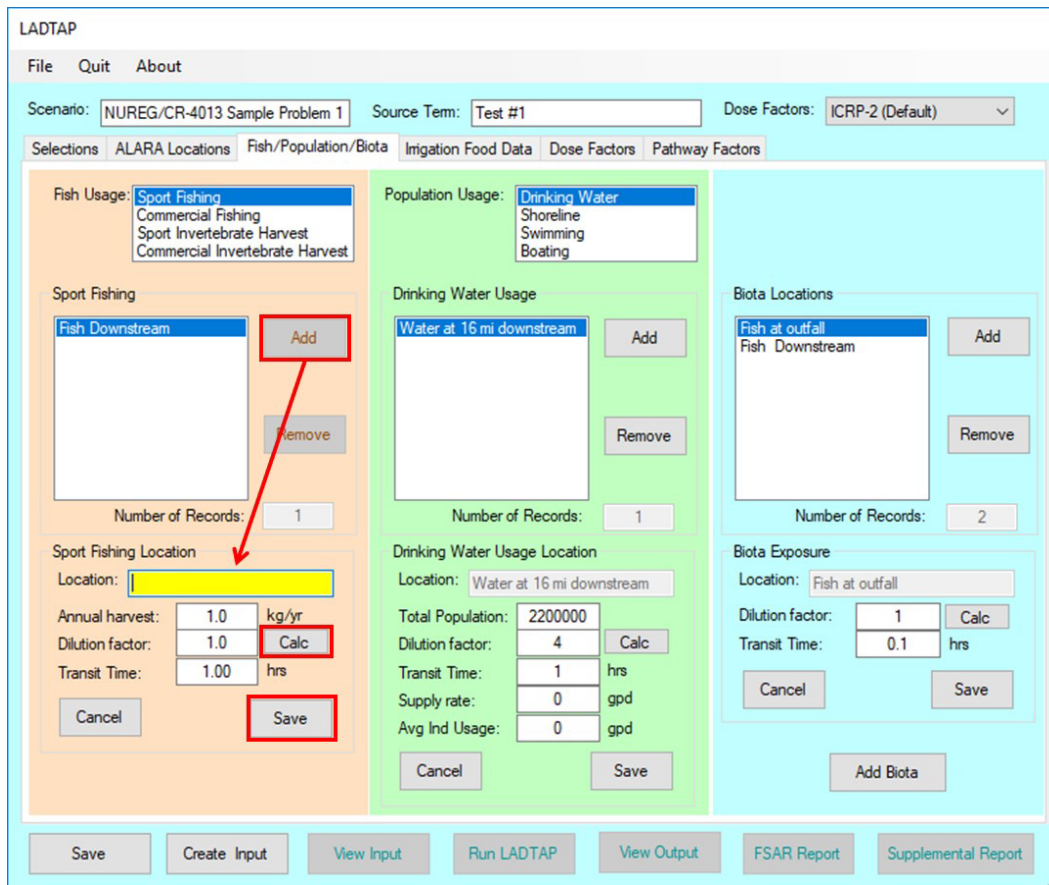 LADTAP
File Quit About
Scenario: NUREG/CR-4013 Sample Problem 1 Source Term: Test #1 Dose Factors: ICRP-2 (Default)
Selections ALARA Locations Fish/Population/Biota Irrigation Food Data Dose Factors Pathway Factors
Fish Usage: Sport Fishing
Commercial Fishing
Sport Invertebrate Harvest
Commercial Invertebrate Harvest
Sport Fishing
Fish Downstream
Add
Remove
Number of Records: 1
Sport Fishing Location
Location:
Annual harvest: 1.0 kg/yr
Dilution factor: 1.0 Calc
Transit Time: 1.00 hrs
Cancel Save
Population Usage: Drinking Water
Shoreline
Swimming
Boating
Drinking Water Usage
Water at 16 mi downstream
Add
Remove
Number of Records: 1
Drinking Water Usage Location
Location: Water at 16 mi downstream
Total Population: 2200000
Dilution factor: 4 Calc
Transit Time: 1 hrs
Supply rate: 0 gpd
Avg Ind Usage: 0 gpd
Cancel Save
Biota Locations
Fish at outfall
Fish Downstream
Add
Remove
Number of Records: 2
Biota Exposure
Location: Fish at outfall
Dilution factor: 1 Calc
Transit Time: 0.1 hrs
Cancel Save
Add Biota
Save Create Input View Input Run LADTAP View Output FSAR Report Supplemental Report